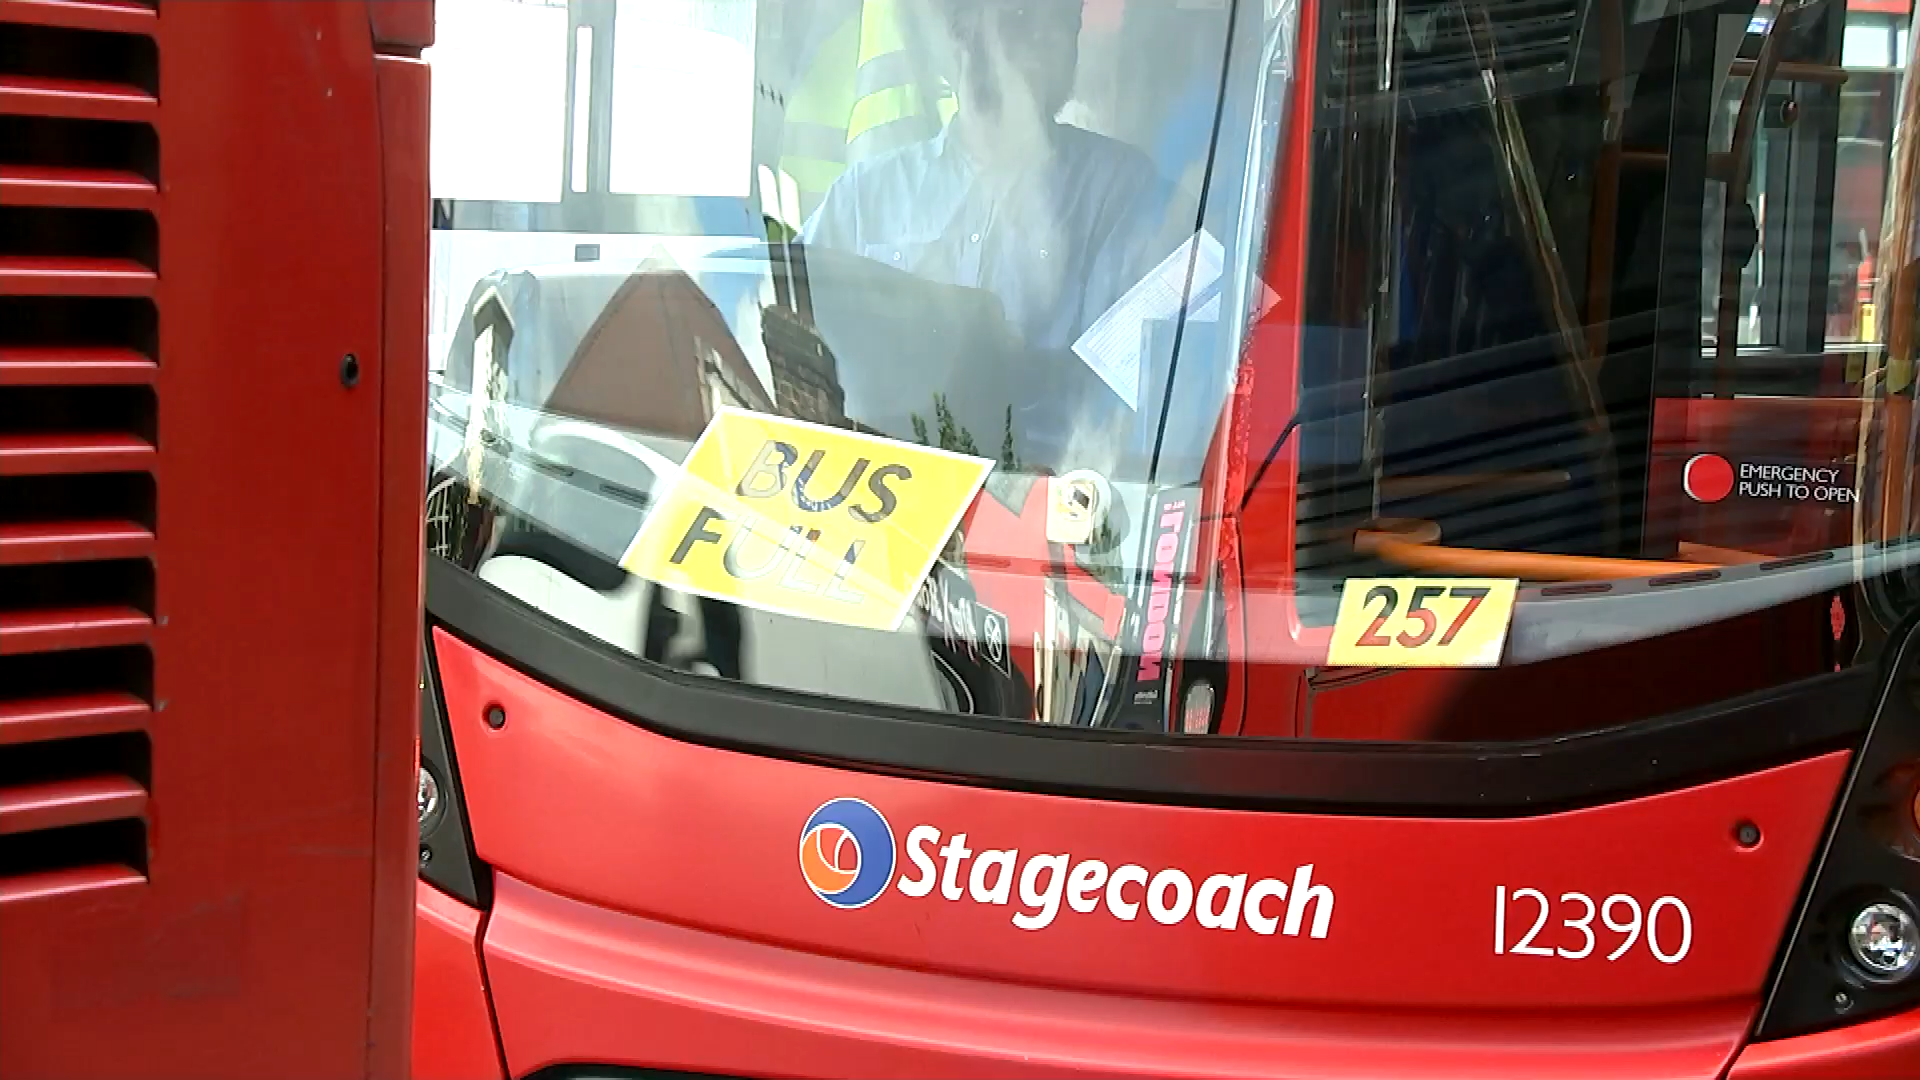 BUS
FULL
EMERGENCY
PUSH TO OPEN
257
Stagecoach
12390